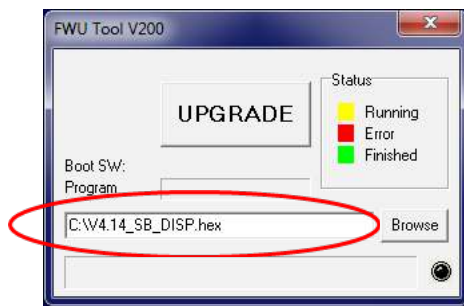 FWU Tool V200
Status
UPGRADE
Running
Error
Finished
Boot SW:
Program
C:\V4.14_SB_DISP.hex
Browse